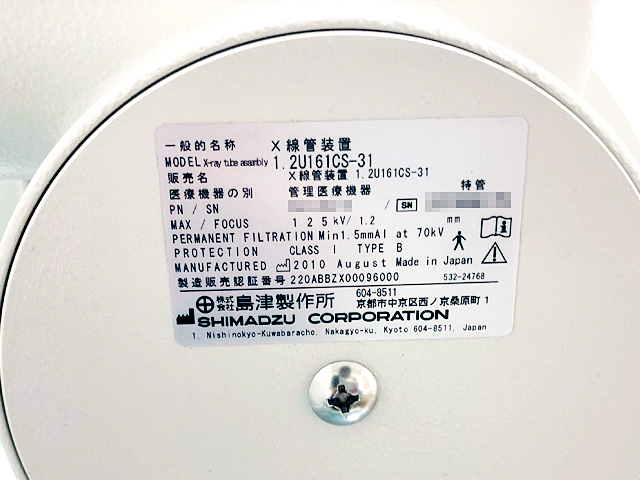 一般的名称 X線管装置
MODEL X-ray tube assembly 1.2U161CS-31
販売名 X線管装置 1.2U161CS-31
医療機器の別 管理医療機器 特管
PN / SN / SN
MAX / FOCUS 125kV/ 1.2 mm
PERMANENT FILTRATION Min1.5mmAl at 70kV
PROTECTION CLASS I TYPE B
MANUFACTURED 2010 August Made in Japan
製造販売認証番号 220ABBZX00096000 532-24768
株式会社 島津製作所 604-8511 京都市中京区西ノ京桑原町1
SHIMADZU CORPORATION
1, Nishinokyo-Kuwabaracho, Nakagyo-ku, Kyoto 604-8511, Japan